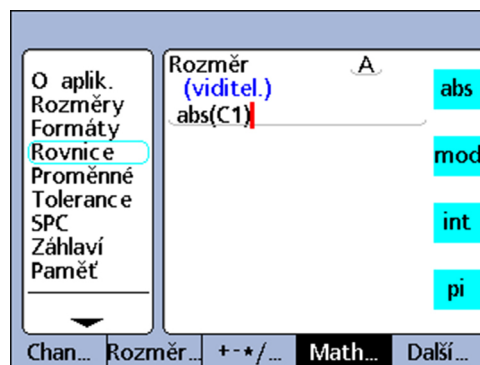 O aplik.
Rozměry
Formáty
Rovnice
Proměnné
Tolerance
SPC
Záhlaví
Paměť
Rozměr A
(viditel.)
abs(C1)
abs
mod
int
pi
Chan... Rozměr... +-*/... Math... Další...